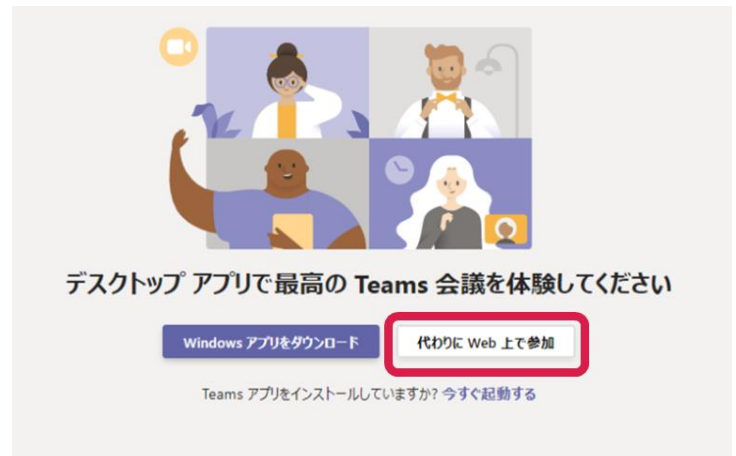 デスクトップ アプリで最高の Teams 会議を体験してください
Windows アプリをダウンロード
代わりに Web 上で参加
Teams アプリをインストールしていますか? 今すぐ起動する